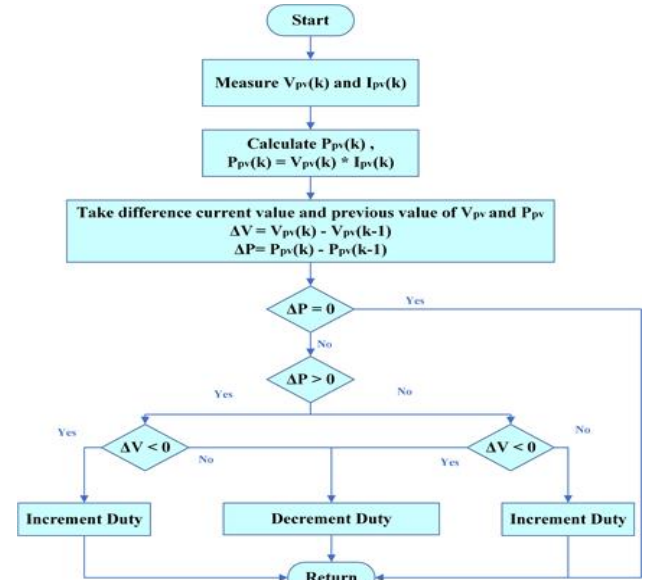 Start
Measure Vpv(k) and Ipv(k)
Calculate Ppv(k) ,
Ppv(k) = Vpv(k) * Ipv(k)
Take difference current value and previous value of Vpv and Ppv
ΔV = Vpv(k) - Vpv(k-1)
ΔP= Ppv(k) - Ppv(k-1)
ΔP = 0
Yes
No
ΔP > 0
Yes
No
Yes
ΔV < 0
No
Yes
ΔV < 0
No
Increment Duty
Decrement Duty
Increment Duty
Return